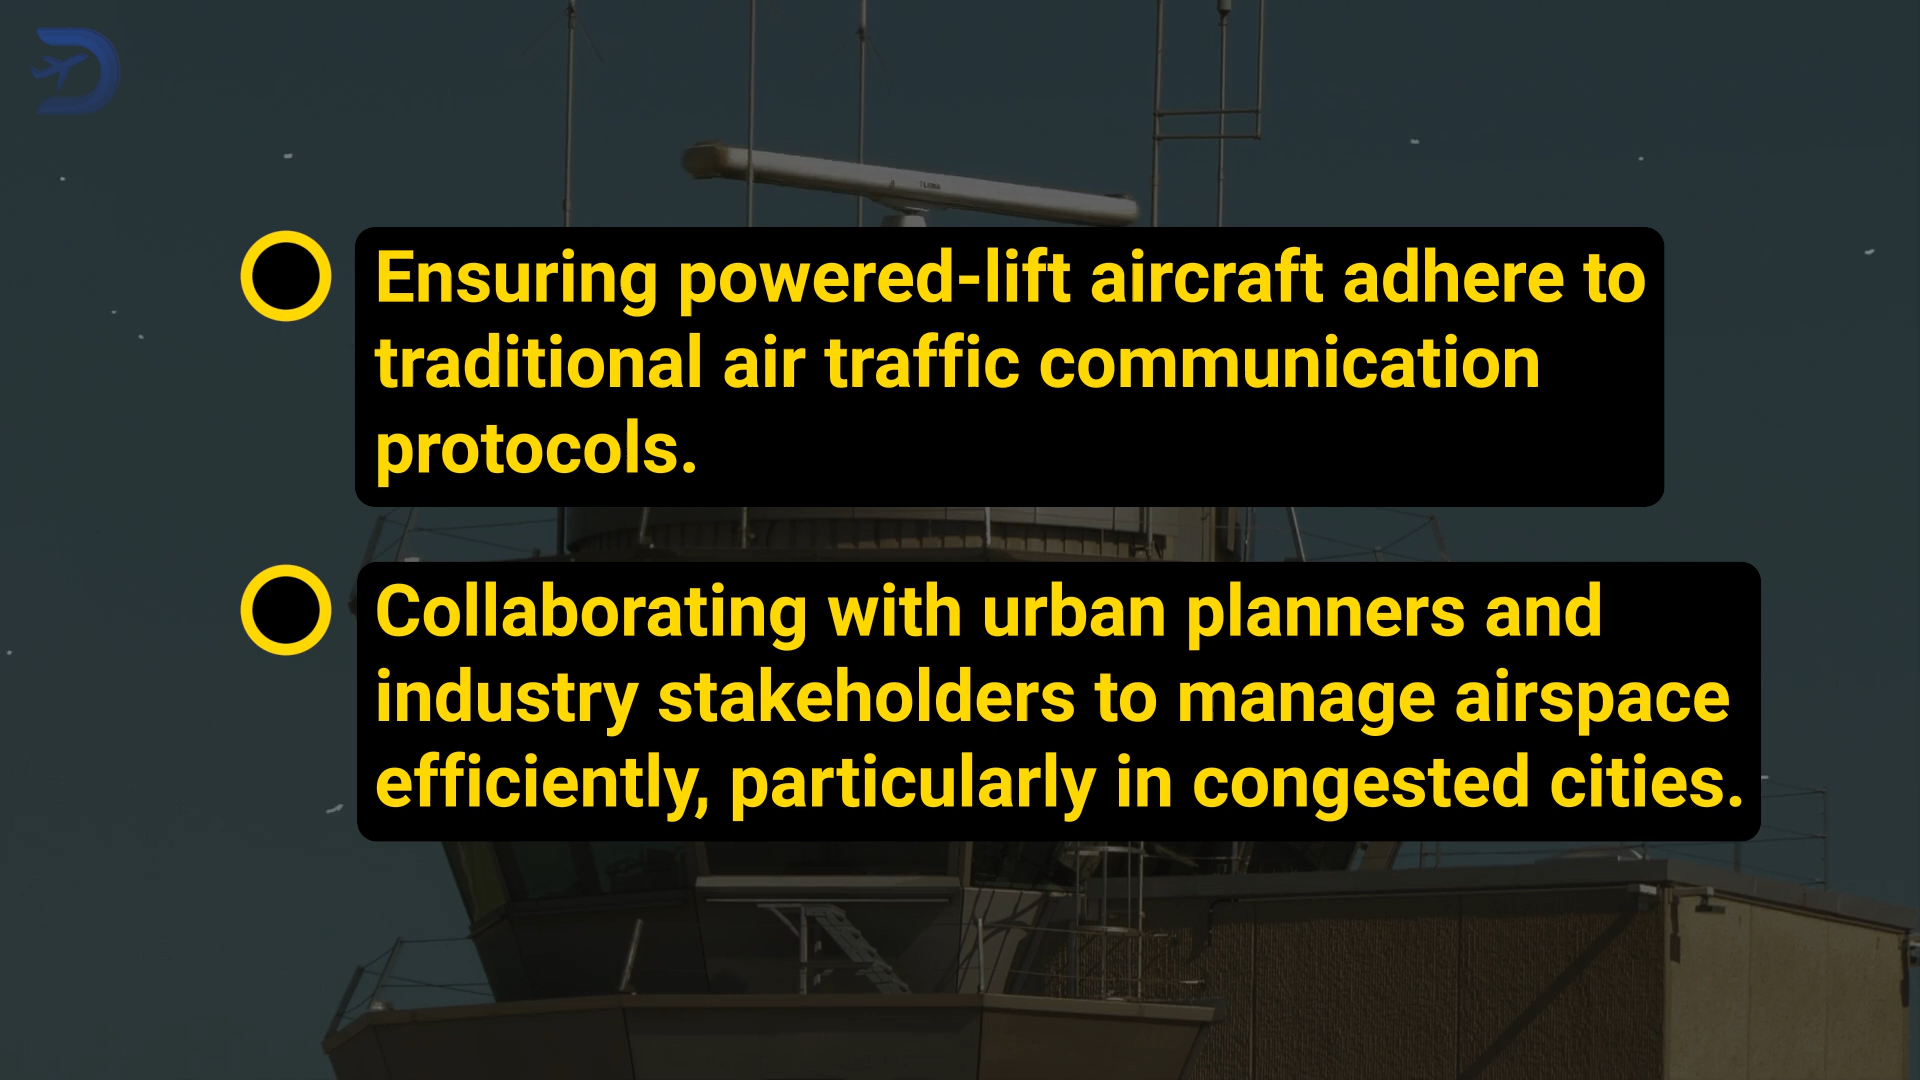 Ensuring powered-lift aircraft adhere to
traditional air traffic communication
protocols.
Collaborating with urban planners and
industry stakeholders to manage airspace
efficiently, particularly in congested cities.